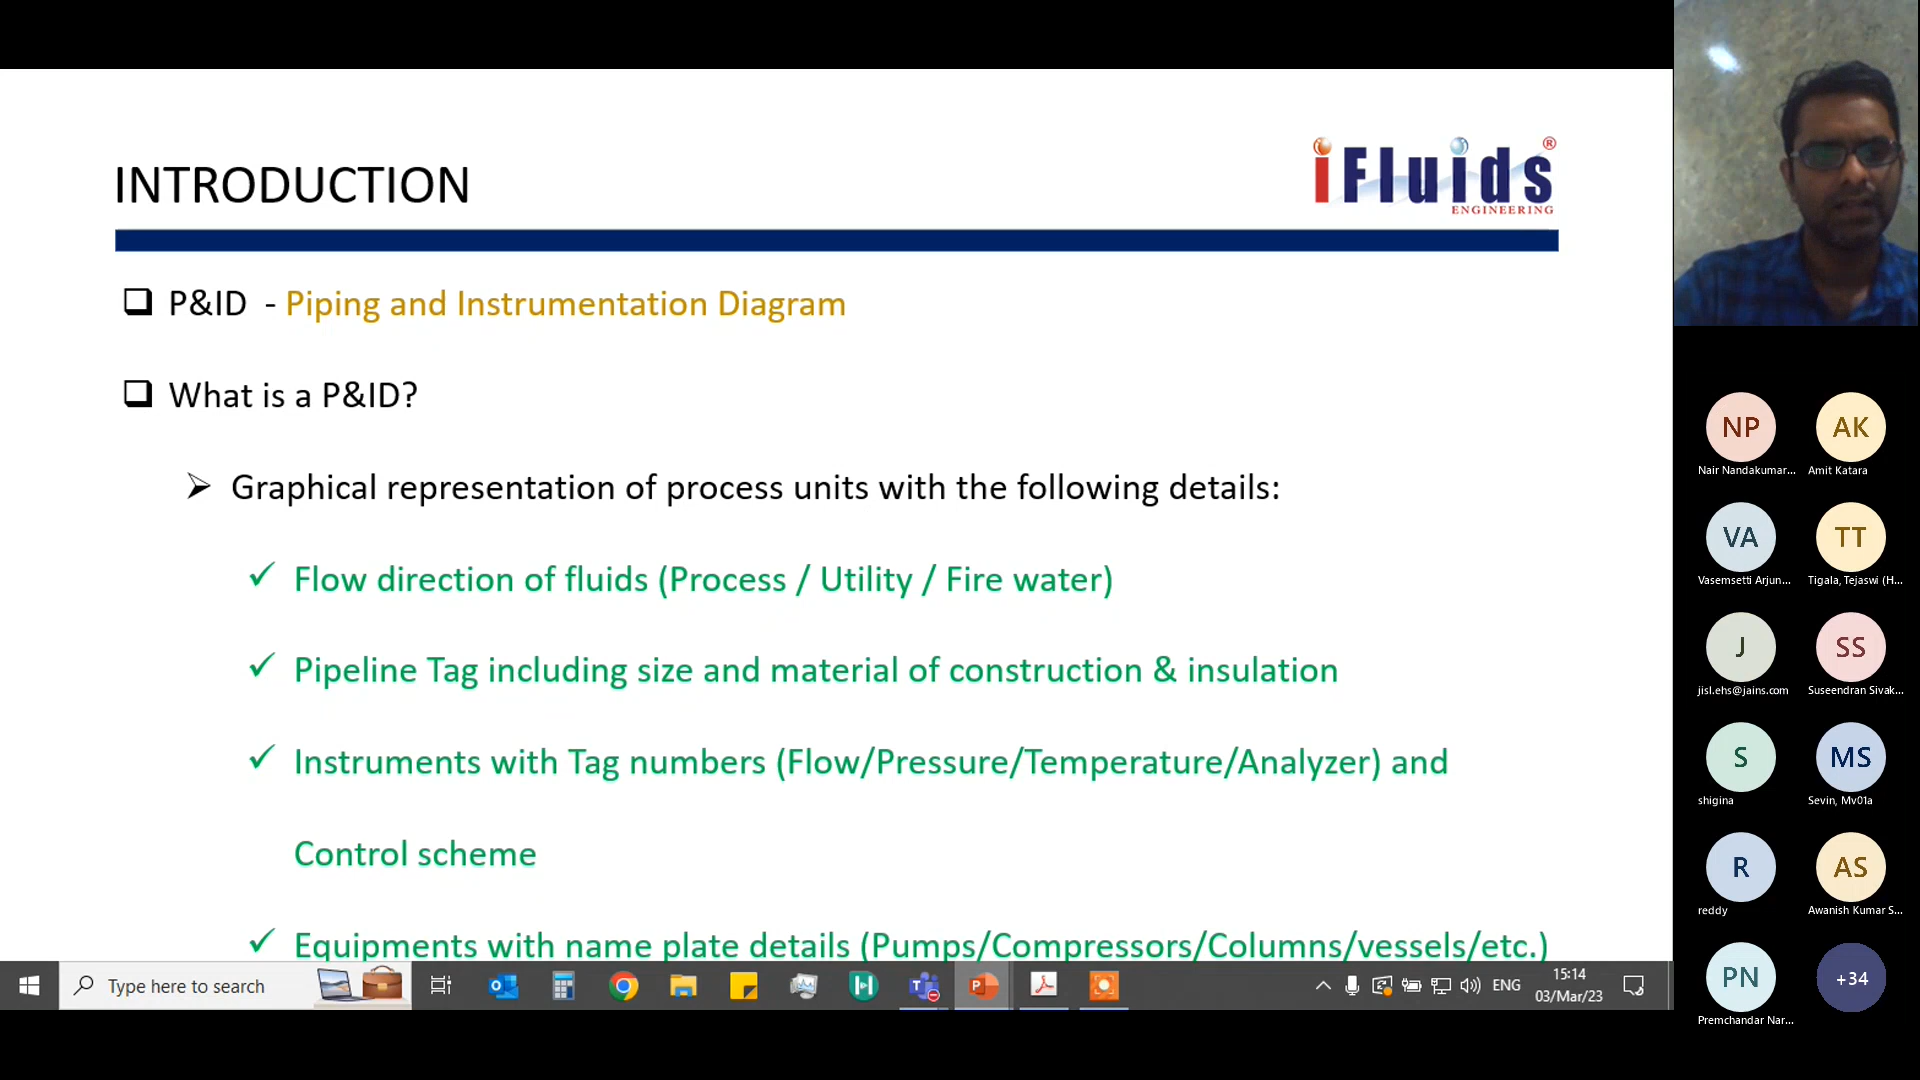 INTRODUCTION
iFluids®
ENGINEERING
P&ID - Piping and Instrumentation Diagram
What is a P&ID?
Graphical representation of process units with the following details:
Flow direction of fluids (Process / Utility / Fire water)
Pipeline Tag including size and material of construction & insulation
Instruments with Tag numbers (Flow/Pressure/Temperature/Analyzer) and
Control scheme
Equipments with name plate details (Pumps/Compressors/Columns/vessels/etc.)
Type here to search
ENG
15:14
03/Mar/23
NP
AK
Nair Nandakumar...
Amit Katara
VA
TT
Vasemsetti Arjun...
Tigala, Tejaswi (H...
J
SS
jisl.ehs@jains.com
Suseendran Sivak...
S
MS
shigina
Sevin, Mv01a
R
AS
reddy
Awanish Kumar S...
PN
+34
Premchandar Nar...